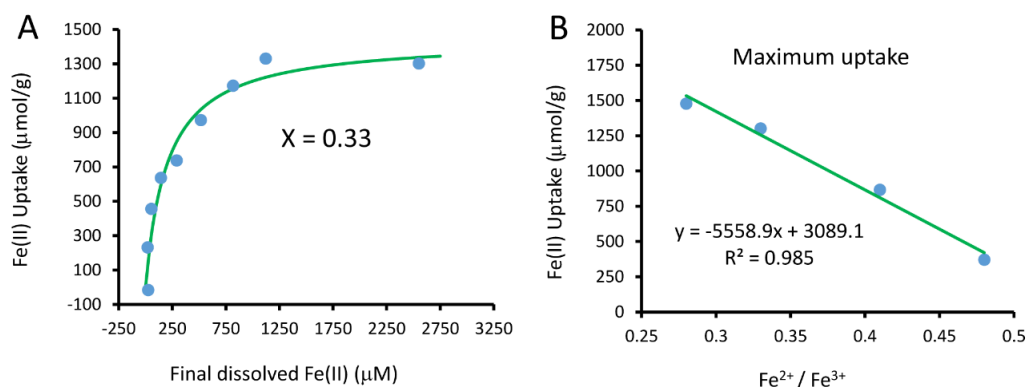 A
Fe(II) Uptake (μmol/g)
1500
1300
1100
900
700
500
300
100
-100
X = 0.33
-250 250 750 1250 1750 2250 2750 3250
Final dissolved Fe(II) (μM)
B
Fe(II) Uptake (μmol/g)
2000
1750
1500
1250
1000
750
500
250
0
Maximum uptake
y = -5558.9x + 3089.1
R² = 0.985
0.25 0.3 0.35 0.4 0.45 0.5
Fe²⁺ / Fe³⁺